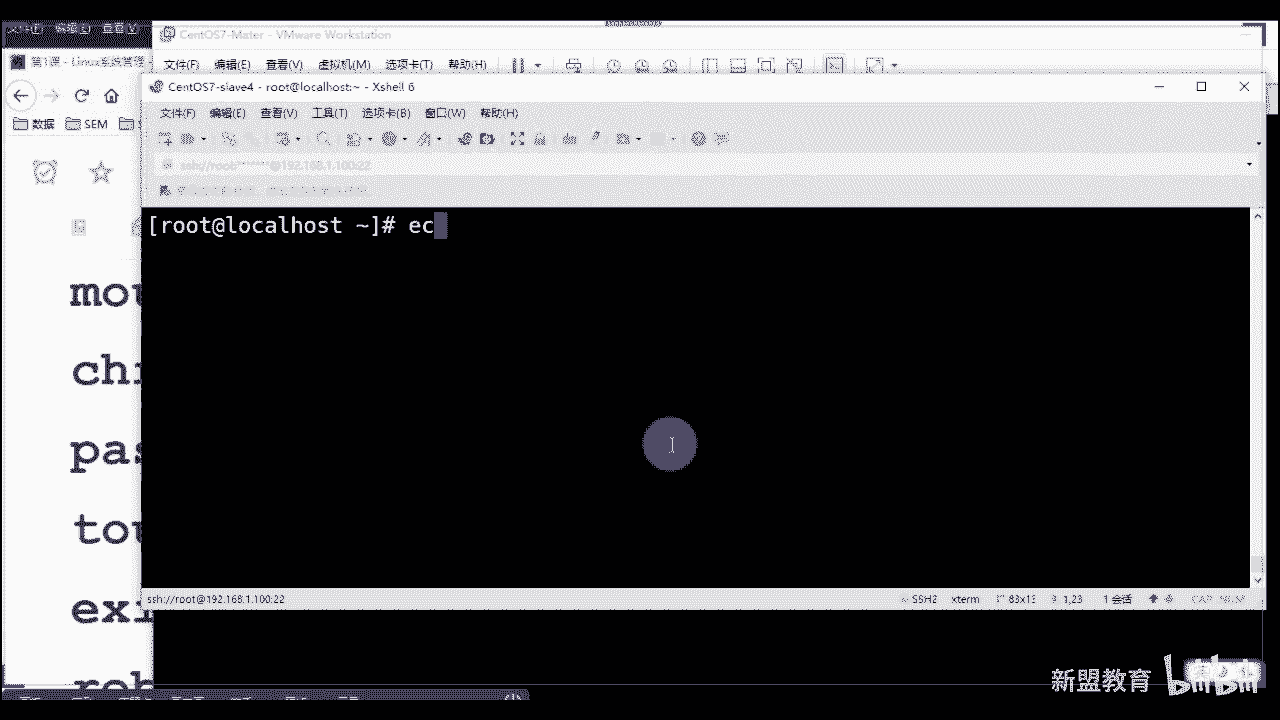 文件(F) 编辑(E) 查看(V)
CentOS7-Mater - VMware Workstation
第1课 - Linux系统管理
文件(F) 编辑(E) 查看(V) 虚拟机(M) 选项卡(T) 帮助(H)
CentOS7-slave4 - root@localhost:~ - Xshell 6
文件(F) 编辑(E) 查看(V) 工具(T) 选项卡(B) 窗口(W) 帮助(H)
数据 SEM
ssh://root:*******@192.168.1.100:22
[root@localhost ~]# ec
mou
chi
pas
tou
exi
reb
ssh://root@192.168.1.100:22 SSH2 xterm 83x13 1,23 1 会话 CAP NUM
新盟教育 bilibili